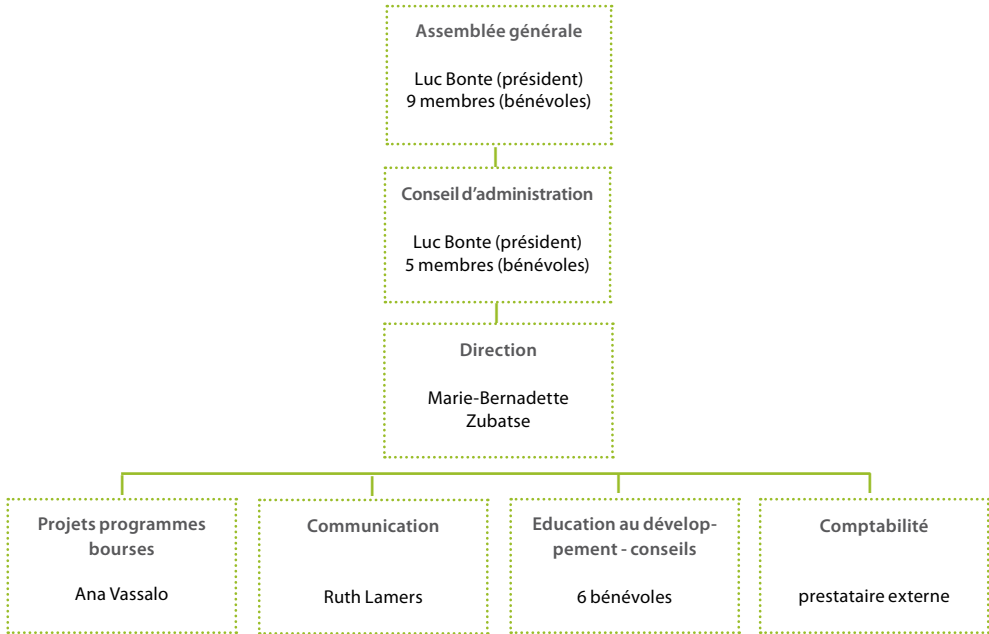 Assemblée générale
Luc Bonte (président)
9 membres (bénévoles)
Conseil d'administration
Luc Bonte (président)
5 membres (bénévoles)
Direction
Marie-Bernadette
Zubatse
Projets programmes
bourses
Ana Vassalo
Communication
Ruth Lamers
Education au dévelop-
pement - conseils
6 bénévoles
Comptabilité
prestataire externe